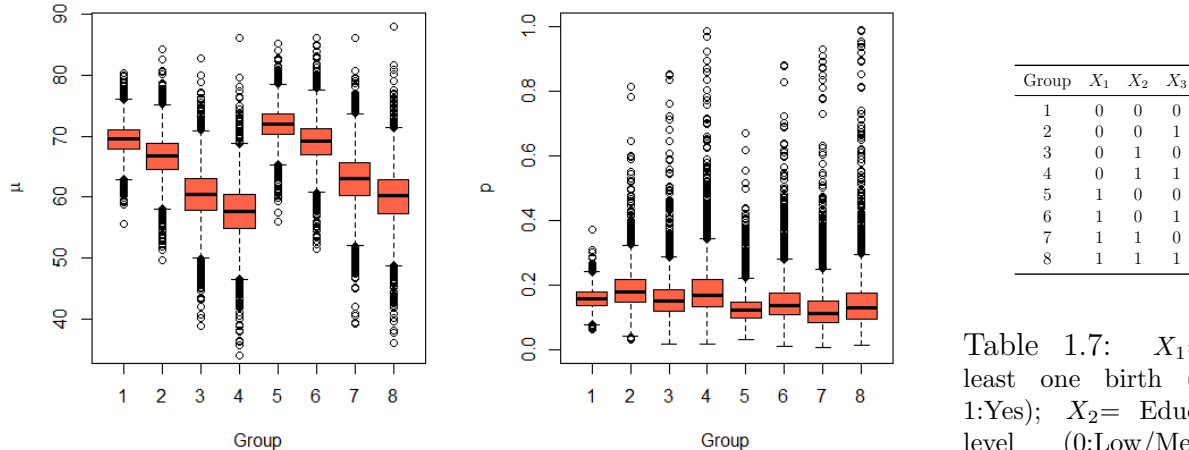 90
80
70
60
50
40
μ
1 2 3 4 5 6 7 8
Group
1.0
0.8
0.6
0.4
0.2
0.0
p
1 2 3 4 5 6 7 8
Group
Group X₁ X₂ X₃
1 0 0 0
2 0 0 1
3 0 1 0
4 0 1 1
5 1 0 0
6 1 0 1
7 1 1 0
8 1 1 1
Table 1.7: X₁=
least one birth (
1:Yes); X₂= Educ
level (0:Low/Me